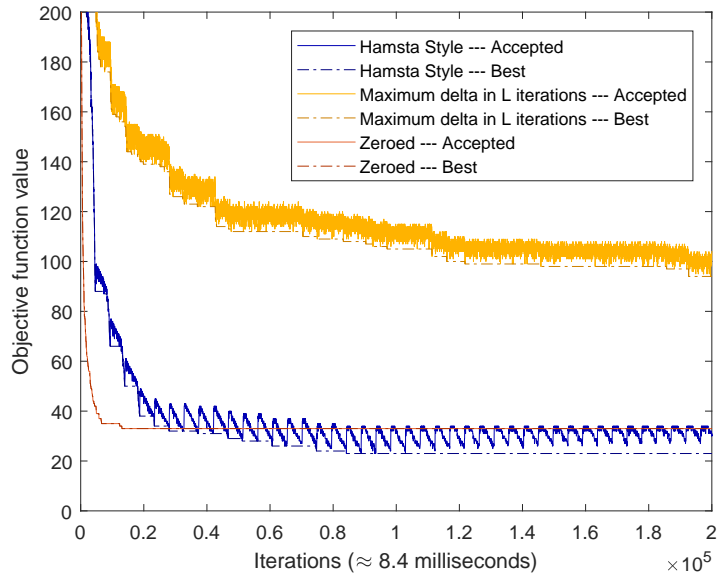 200
180
160
140
120
100
80
60
40
20
0
Objective function value
Hamsta Style --- Accepted
Hamsta Style --- Best
Maximum delta in L iterations --- Accepted
Maximum delta in L iterations --- Best
Zeroed --- Accepted
Zeroed --- Best
0 0.2 0.4 0.6 0.8 1 1.2 1.4 1.6 1.8 2
Iterations (≈ 8.4 milliseconds)
×10⁵